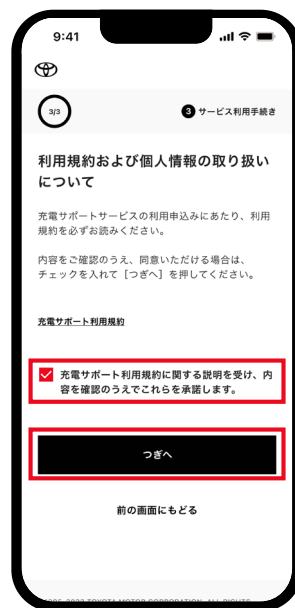 9:41
3/3
3 サービス利用手続き
利用規約および個人情報の取り扱い
について
充電サポートサービスの利用申込みにあたり、利用
規約を必ずお読みください。
内容をご確認のうえ、同意いただける場合は、
チェックを入れて［つぎへ］を押してください。
充電サポート利用規約
充電サポート利用規約に関する説明を受け、内
容を確認のうえでこれらを承諾します。
つぎへ
前の画面にもどる
2023 TOYOTA MOTOR CORPORATION. ALL RIGHTS